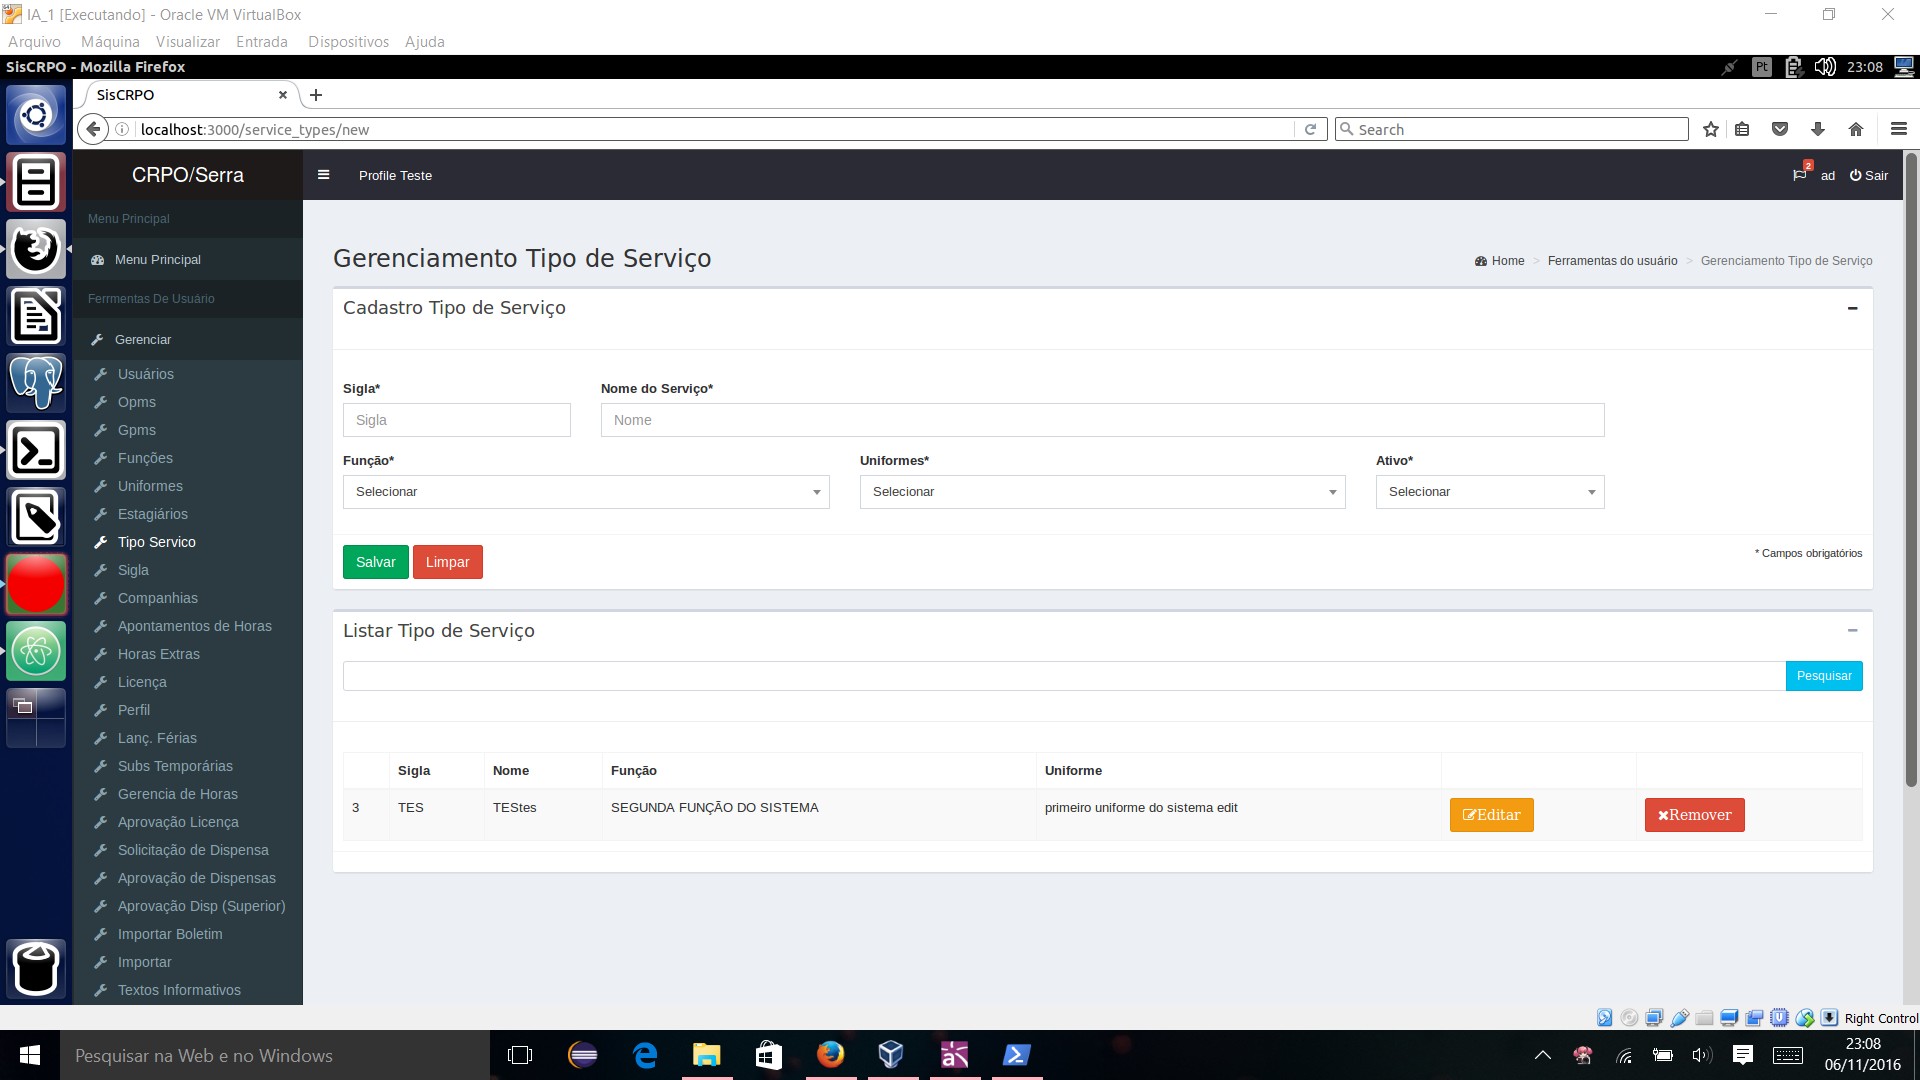 IA_1 [Executando] - Oracle VM VirtualBox
Arquivo Máquina Visualizar Entrada Dispositivos Ajuda
SisCRPO - Mozilla Firefox
Pt
23:08
SisCRPO
localhost:3000/service_types/new
Search
CRPO/Serra
Profile Teste
2
ad
Sair
Menu Principal
Menu Principal
Ferrmentas De Usuário
Gerenciar
Usuários
Opms
Gpms
Funções
Uniformes
Estagiários
Tipo Servico
Sigla
Companhias
Apontamentos de Horas
Horas Extras
Licença
Perfil
Lanç. Férias
Subs Temporárias
Gerencia de Horas
Aprovação Licença
Solicitação de Dispensa
Aprovação de Dispensas
Aprovação Disp (Superior)
Importar Boletim
Importar
Textos Informativos
Gerenciamento Tipo de Serviço
Home > Ferramentas do usuário > Gerenciamento Tipo de Serviço
Cadastro Tipo de Serviço
Sigla* Nome do Serviço*
Sigla Nome
Função* Uniformes* Ativo*
Selecionar Selecionar Selecionar
Salvar Limpar
* Campos obrigatórios
Listar Tipo de Serviço
Pesquisar
Sigla Nome Função Uniforme
3 TES TEStes SEGUNDA FUNÇÃO DO SISTEMA primeiro uniforme do sistema edit Editar Remover
Right Control
Pesquisar na Web e no Windows
23:08
06/11/2016